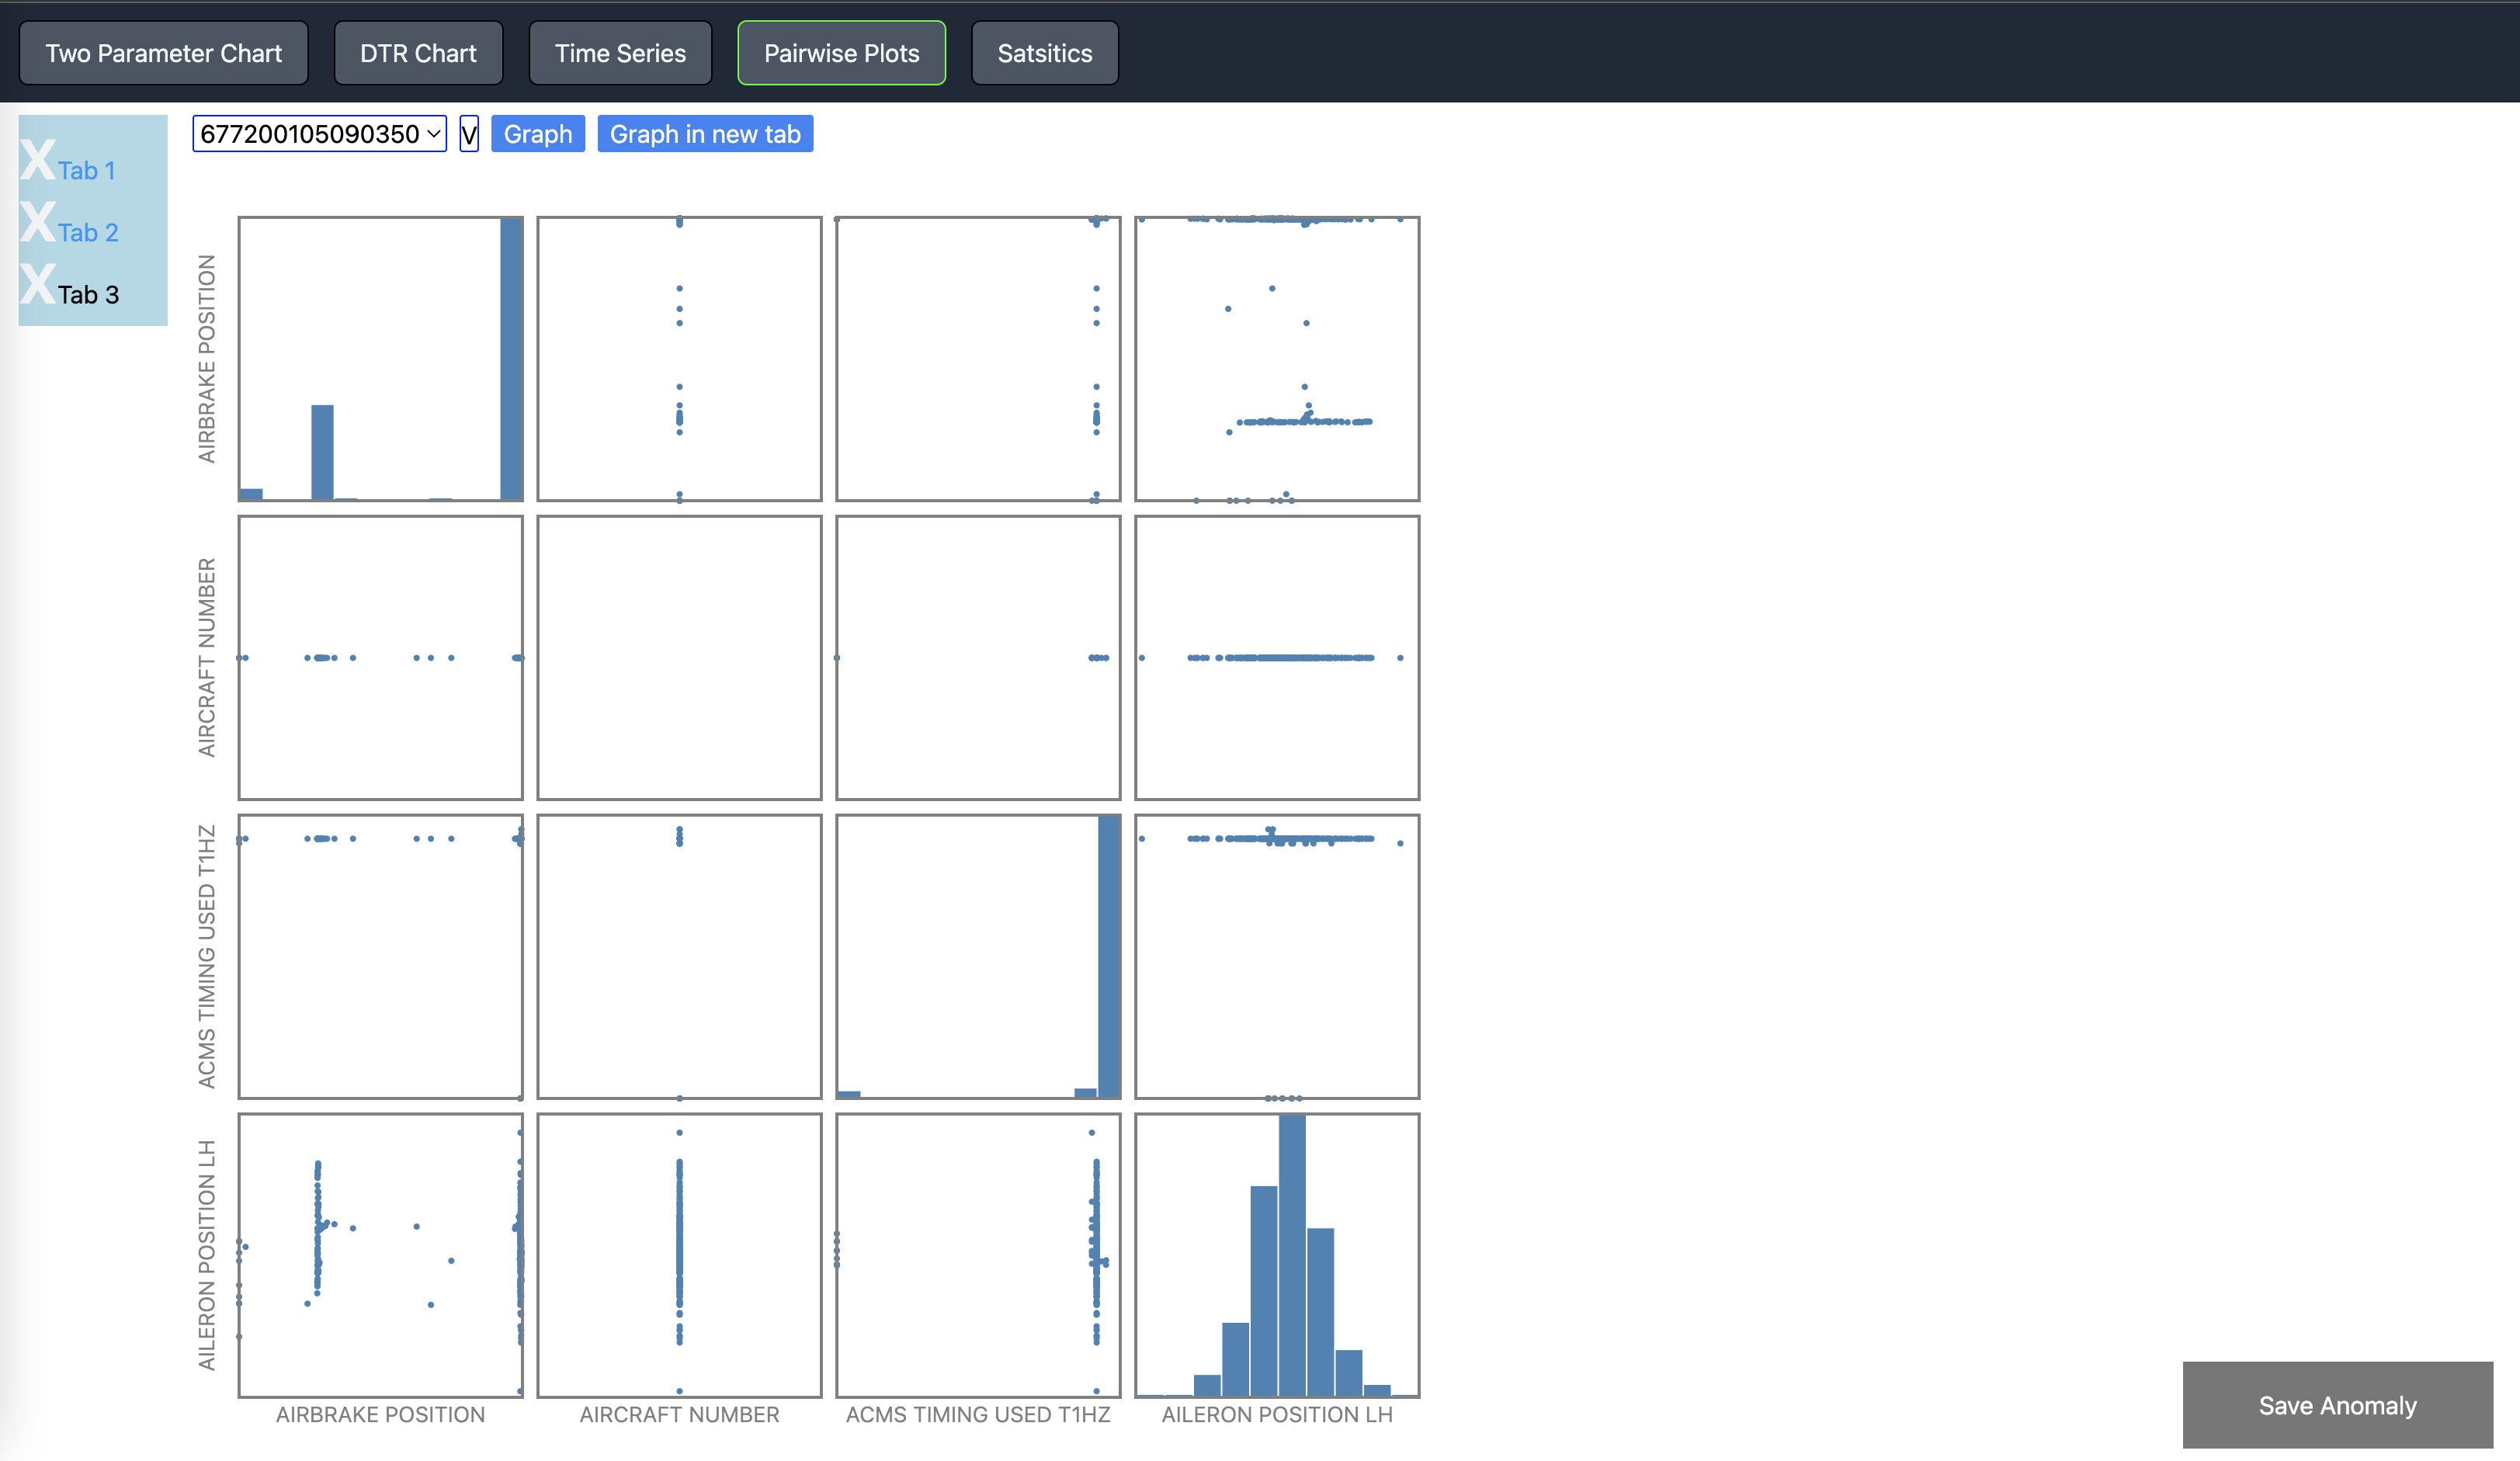 Two Parameter Chart
DTR Chart
Time Series
Pairwise Plots
Satsitics
677200105090350
V
Graph
Graph in new tab
X Tab 1
X Tab 2
X Tab 3
AIRBRAKE POSITION
AIRCRAFT NUMBER
ACMS TIMING USED T1HZ
AILERON POSITION LH
AIRBRAKE POSITION
AIRCRAFT NUMBER
ACMS TIMING USED T1HZ
AILERON POSITION LH
Save Anomaly